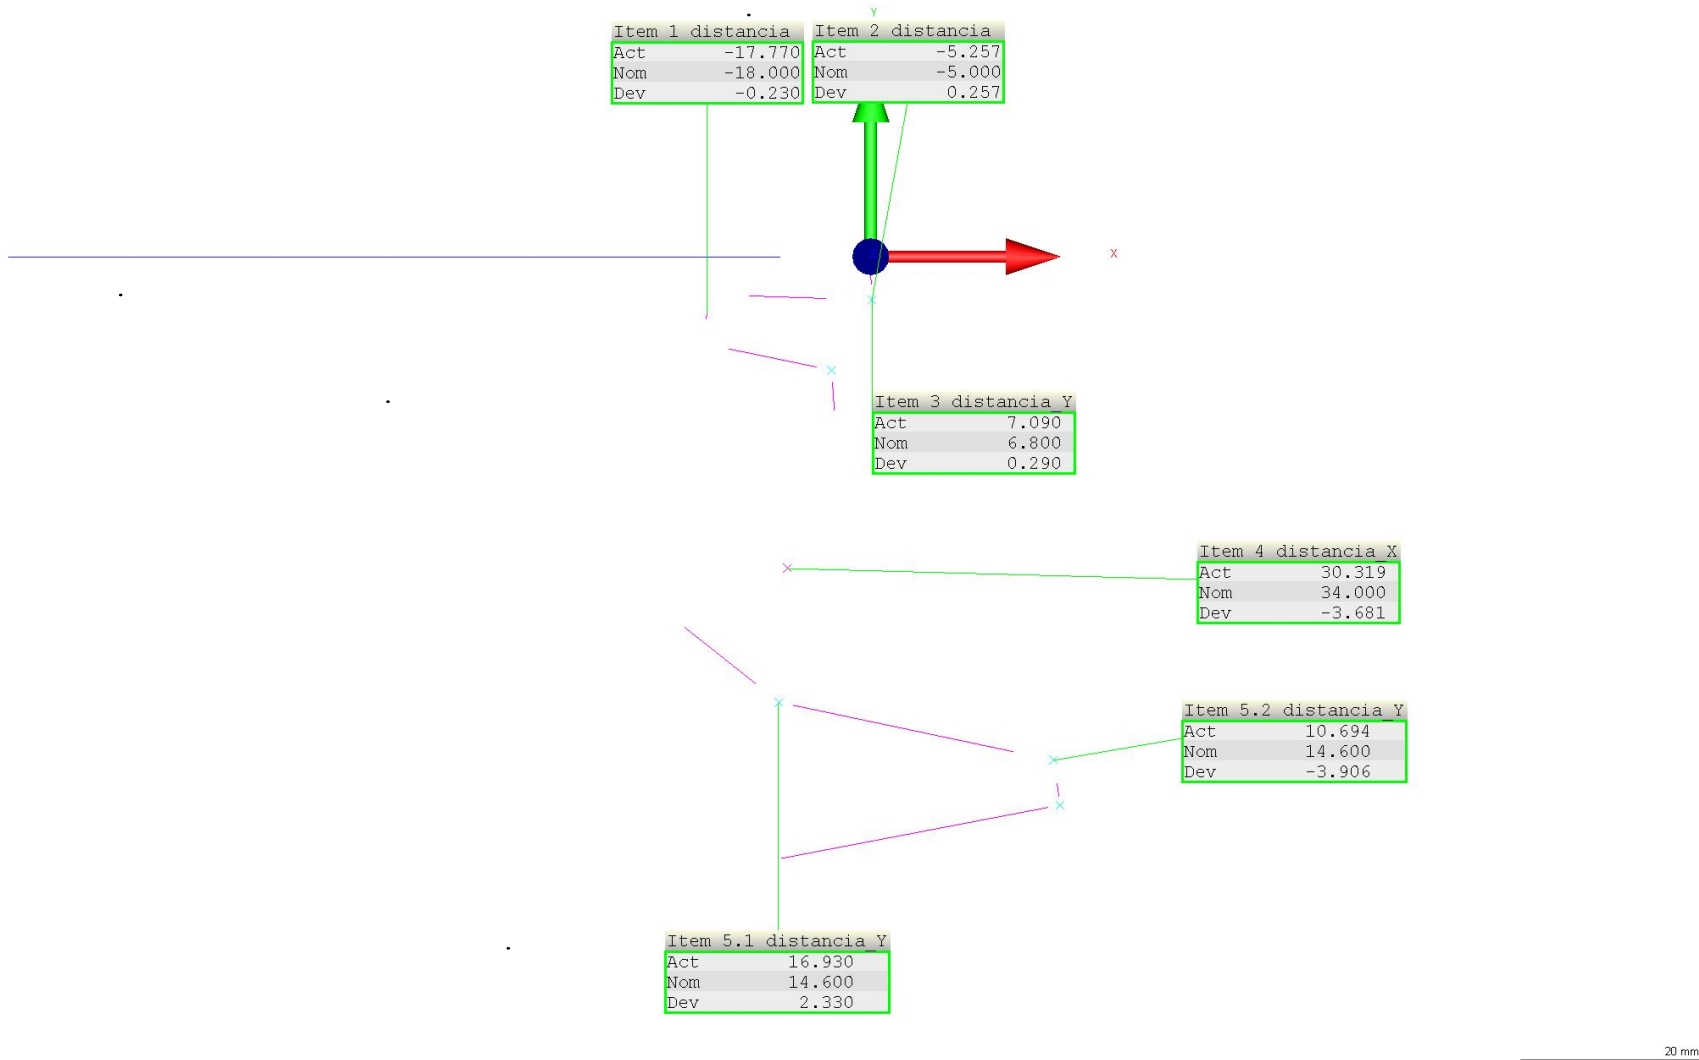 Y
Item 1 distancia
Act -17.770
Nom -18.000
Dev -0.230
Item 2 distancia
Act -5.257
Nom -5.000
Dev 0.257
X
Item 3 distancia_Y
Act 7.090
Nom 6.800
Dev 0.290
Item 4 distancia_X
Act 30.319
Nom 34.000
Dev -3.681
Item 5.2 distancia_Y
Act 10.694
Nom 14.600
Dev -3.906
Item 5.1 distancia_Y
Act 16.930
Nom 14.600
Dev 2.330
20 mm